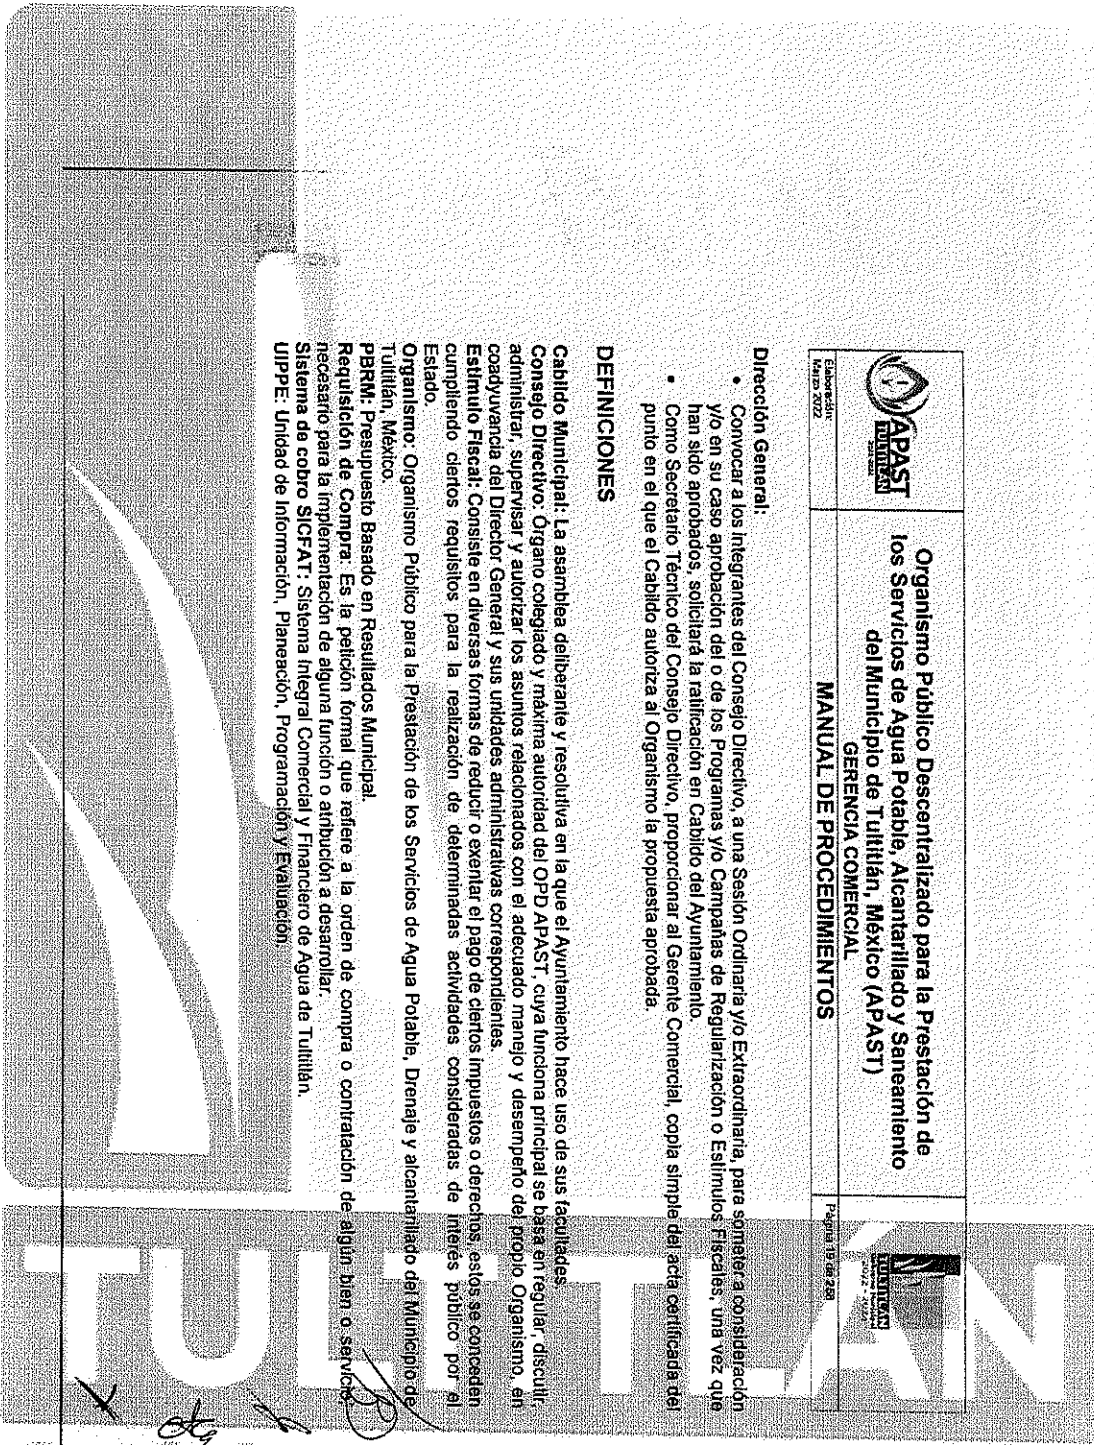 APAST
TULTITLÁN
2022-2024
Organismo Público Descentralizado para la Prestación de
los Servicios de Agua Potable, Alcantarillado y Saneamiento
del Municipio de Tultitlán, México (APAST)
GERENCIA COMERCIAL
TULTITLÁN
2022 - 2024
Elaboración:
Marzo 2022
MANUAL DE PROCEDIMIENTOS
Página 19 de 258
Dirección General:
• Convocar a los integrantes del Consejo Directivo, a una Sesión Ordinaria y/o Extraordinaria, para someter a consideración
y/o en su caso aprobación del o de los Programas y/o Campañas de Regularización o Estímulos Fiscales, una vez que
han sido aprobados, solicitará la ratificación en Cabildo del Ayuntamiento.
• Como Secretario Técnico del Consejo Directivo, proporcionar al Gerente Comercial, copia simple del acta certificada del
punto en el que el Cabildo autoriza al Organismo la propuesta aprobada.
DEFINICIONES
Cabildo Municipal: La asamblea deliberante y resolutiva en la que el Ayuntamiento hace uso de sus facultades.
Consejo Directivo: Órgano colegiado y máxima autoridad del OPD APAST, cuya funciona principal se basa en regular, discutir,
administrar, supervisar y autorizar los asuntos relacionados con el adecuado manejo y desempeño del propio Organismo, en
coadyuvancia del Director General y sus unidades administrativas correspondientes.
Estímulo Fiscal: Consiste en diversas formas de reducir o exentar el pago de ciertos impuestos o derechos, estos se conceden
cumpliendo ciertos requisitos para la realización de determinadas actividades consideradas de interés público por el
Estado.
Organismo: Organismo Público para la Prestación de los Servicios de Agua Potable, Drenaje y alcantarillado del Municipio de
Tultitlán, México.
PBRM: Presupuesto Basado en Resultados Municipal.
Requisición de Compra: Es la petición formal que refiere a la orden de compra o contratación de algún bien o servicio,
necesario para la implementación de alguna función o atribución a desarrollar.
Sistema de cobro SICFAT: Sistema Integral Comercial y Financiero de Agua de Tultitlán.
UIPPE: Unidad de Información, Planeación, Programación y Evaluación.
TULTITLÁN